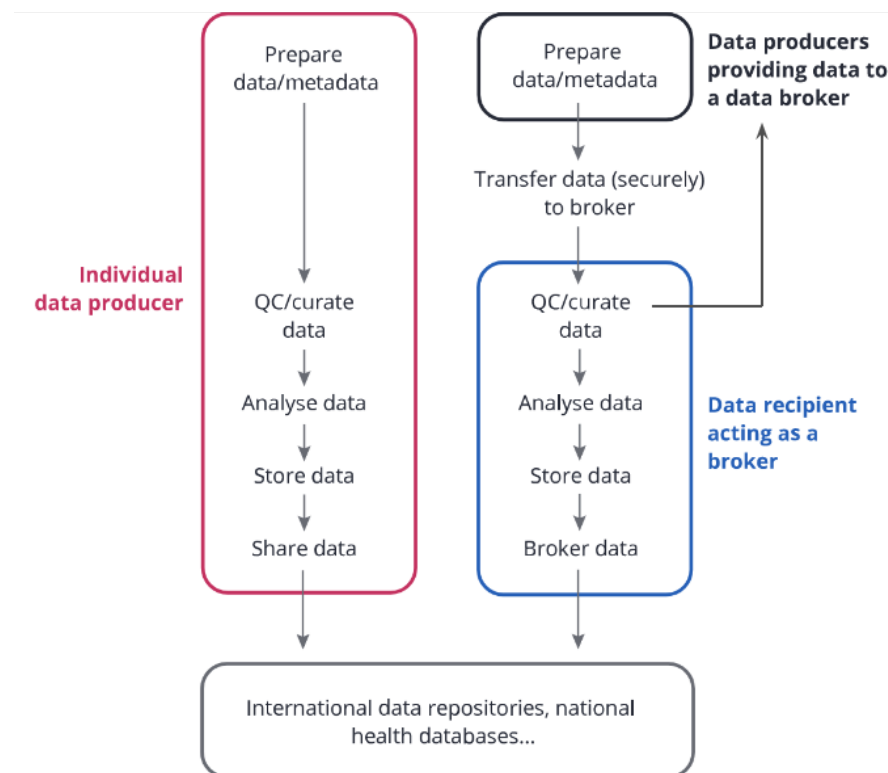 Prepare
data/metadata
Prepare
data/metadata
Data producers
providing data to
a data broker
Transfer data (securely)
to broker
Individual
data producer
QC/curate
data
QC/curate
data
Analyse data
Analyse data
Data recipient
acting as a
broker
Store data
Store data
Share data
Broker data
International data repositories, national
health databases...